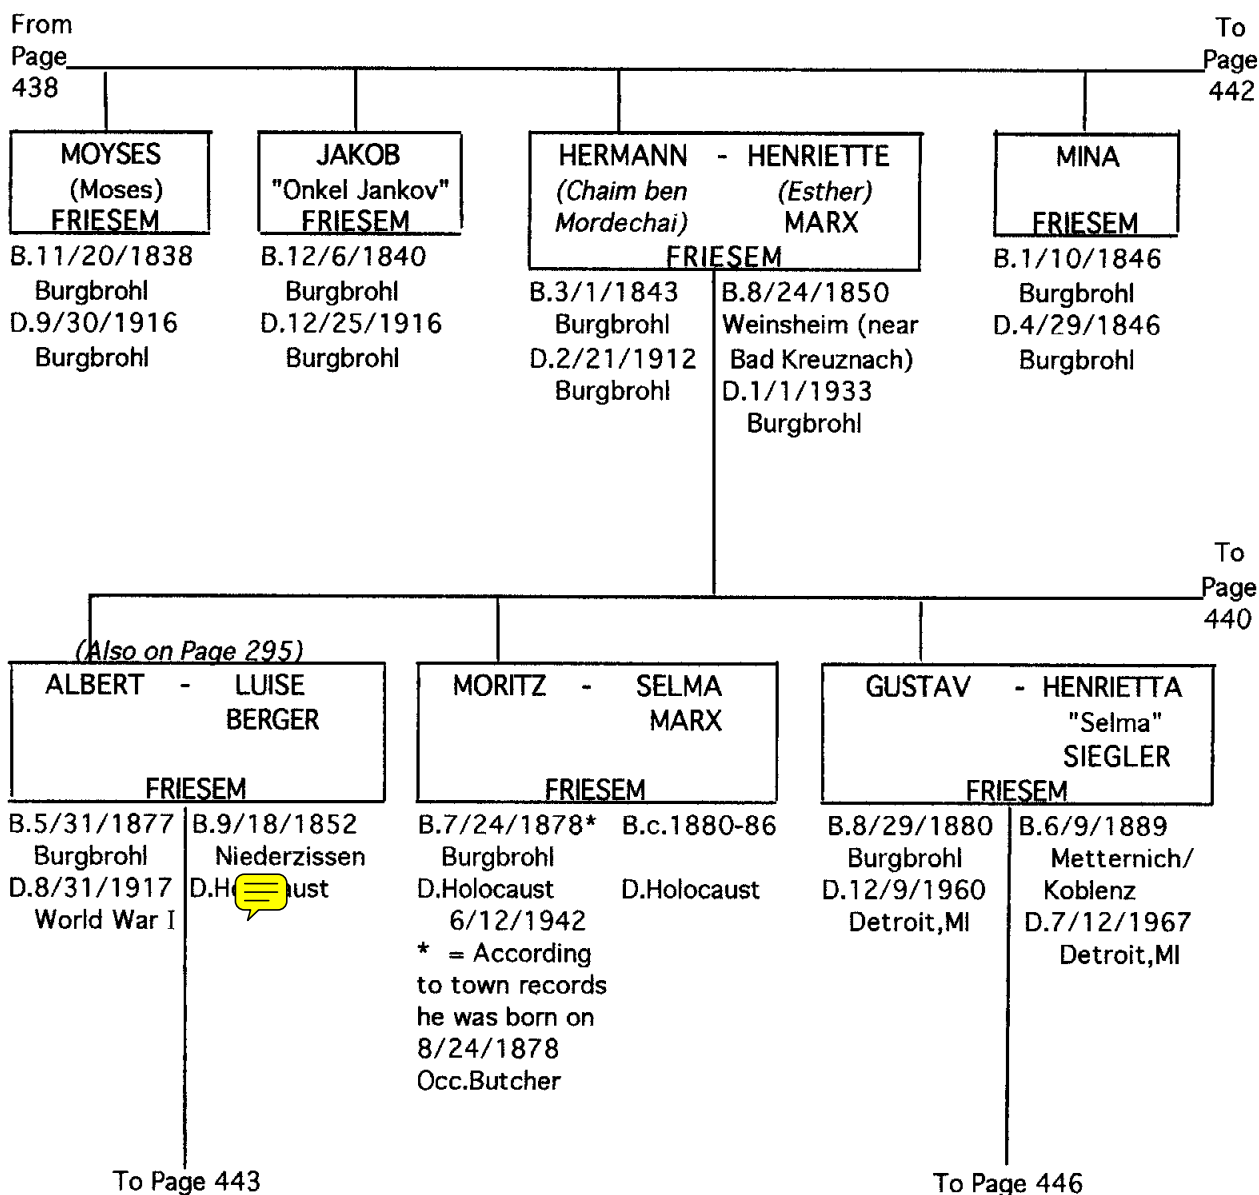 From
Page
438
To
Page
442
MOYSES
(Moses)
FRIESEM
B.11/20/1838
Burgbrohl
D.9/30/1916
Burgbrohl
JAKOB
"Onkel Jankov"
FRIESEM
B.12/6/1840
Burgbrohl
D.12/25/1916
Burgbrohl
HERMANN - HENRIETTE
(Chaim ben (Esther)
Mordechai) MARX
FRIESEM
B.3/1/1843
Burgbrohl
D.2/21/1912
Burgbrohl
B.8/24/1850
Weinsheim (near
Bad Kreuznach)
D.1/1/1933
Burgbrohl
MINA
FRIESEM
B.1/10/1846
Burgbrohl
D.4/29/1846
Burgbrohl
To
Page
440
(Also on Page 295)
ALBERT - LUISE
BERGER
FRIESEM
B.5/31/1877
Burgbrohl
D.8/31/1917
World War I
B.9/18/1852
Niederzissen
MORITZ - SELMA
MARX
FRIESEM
B.7/24/1878*
Burgbrohl
D.Holocaust
6/12/1942
* = According
to town records
he was born on
8/24/1878
Occ.Butcher
B.c.1880-86
D.Holocaust
GUSTAV - HENRIETTA
"Selma"
SIEGLER
FRIESEM
B.8/29/1880
Burgbrohl
D.12/9/1960
Detroit,MI
B.6/9/1889
Metternich/
Koblenz
D.7/12/1967
Detroit,MI
To Page 443
To Page 446